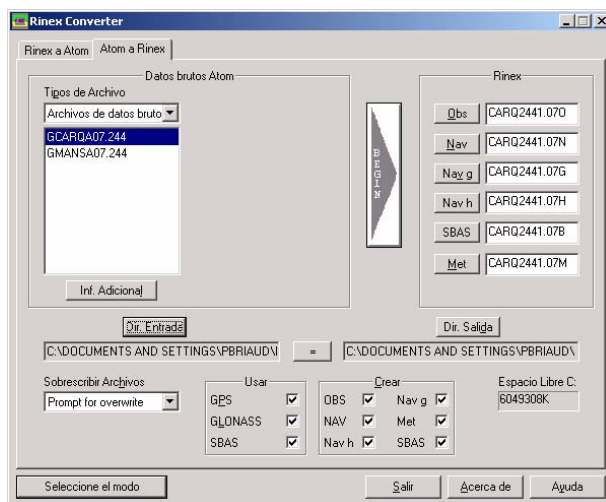 Rinex Converter
Rinex a Atom
Atom a Rinex
Datos brutos Atom
Tipos de Archivo
Archivos de datos bruto
GCARQA07.244
GMANSA07.244
Inf. Adicional
BEGIN
Rinex
Obs CARQ2441.07O
Nav CARQ2441.07N
Nav g CARQ2441.07G
Nav h CARQ2441.07H
SBAS CARQ2441.07B
Met CARQ2441.07M
Dir. Entrada
Dir. Salida
C:\DOCUMENTS AND SETTINGS\PBRIAUD\I
=
C:\DOCUMENTS AND SETTINGS\PBRIAUD\
Sobrescribir Archivos
Prompt for overwrite
Usar
GPS
GLONASS
SBAS
Crear
OBS Nav g
NAV Met
Nav h SBAS
Espacio Libre C:
6049308K
Seleccione el modo
Salir
Acerca de
Ayuda